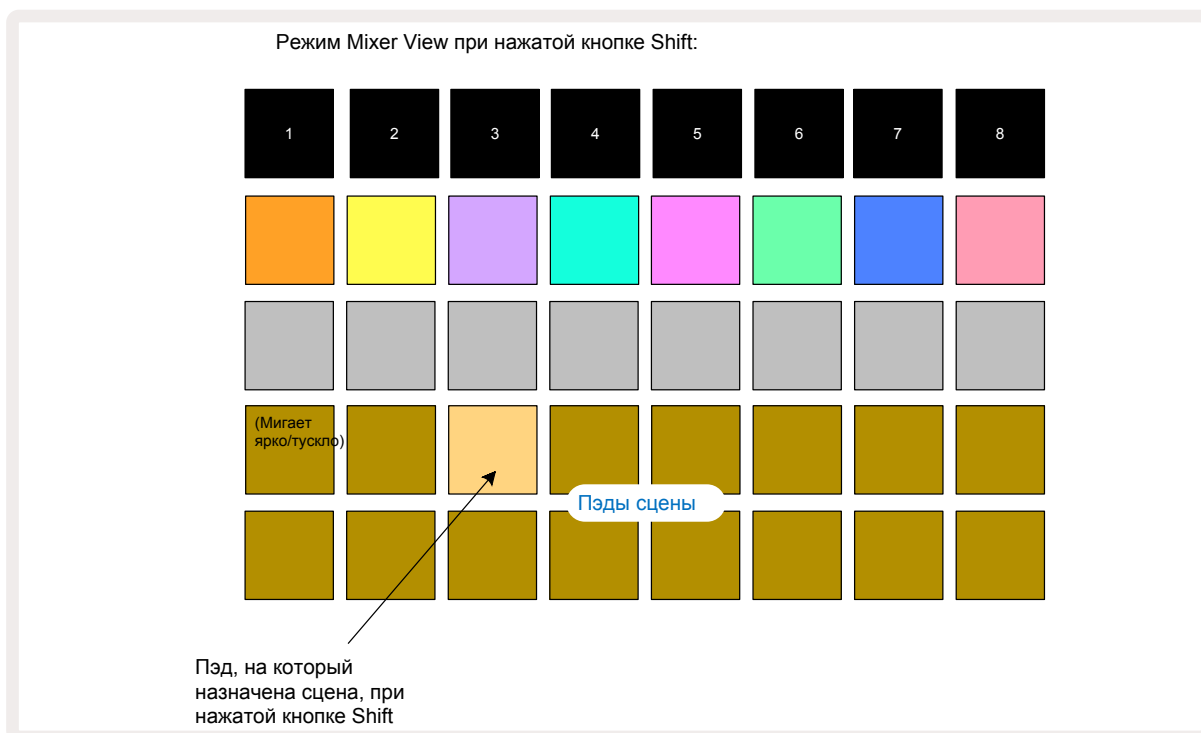 Режим Mixer View при нажатой кнопке Shift:
1 2 3 4 5 6 7 8
(Мигает
ярко/тускло)
Пэды сцены
Пэд, на который
назначена сцена, при
нажатой кнопке Shift